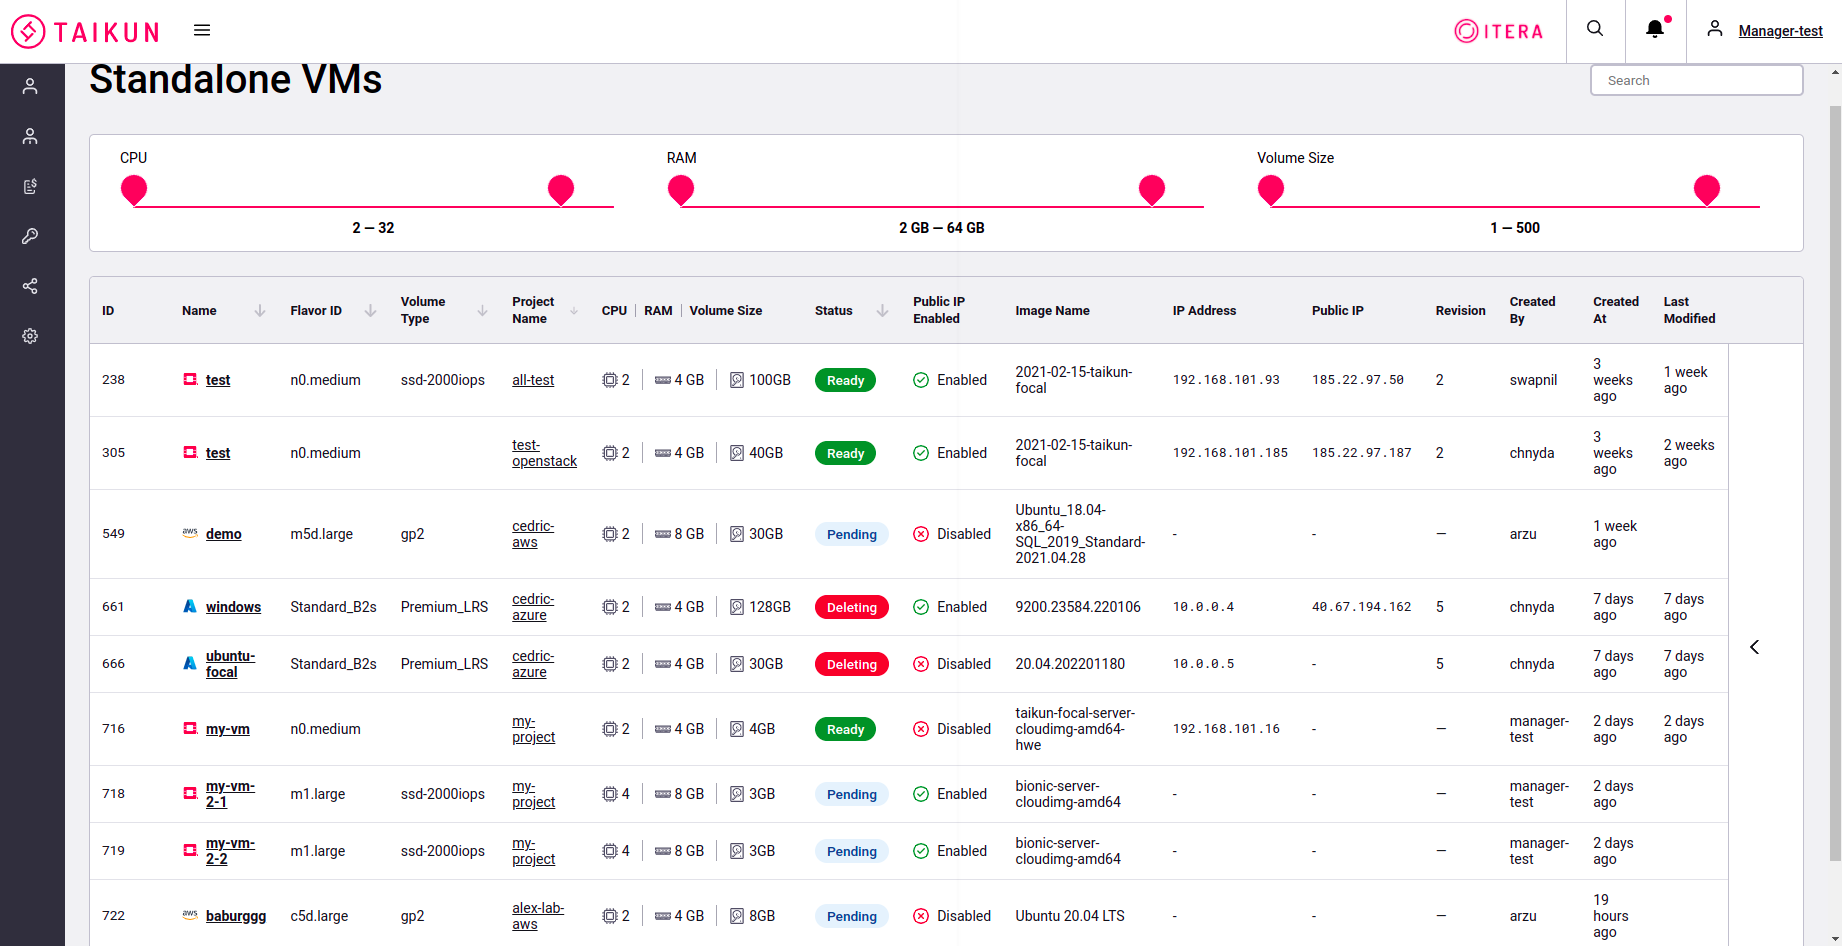 TAIKUN
ITERA
Manager-test
Standalone VMs
Search
CPU
RAM
Volume Size
2 — 32
2 GB — 64 GB
1 — 500
ID Name Flavor ID Volume Type Project Name CPU RAM Volume Size Status Public IP Enabled Image Name IP Address Public IP Revision Created By Created At Last Modified
238 test n0.medium ssd-2000iops all-test 2 4 GB 100GB Ready Enabled 2021-02-15-taikun-focal 192.168.101.93 185.22.97.50 2 swapnil 3 weeks ago 1 week ago
305 test n0.medium test-openstack 2 4 GB 40GB Ready Enabled 2021-02-15-taikun-focal 192.168.101.185 185.22.97.187 2 chnyda 3 weeks ago 2 weeks ago
549 aws demo m5d.large gp2 cedric-aws 2 8 GB 30GB Pending Disabled Ubuntu_18.04-x86_64-SQL_2019_Standard-2021.04.28 - - — arzu 1 week ago
661 windows Standard_B2s Premium_LRS cedric-azure 2 4 GB 128GB Deleting Enabled 9200.23584.220106 10.0.0.4 40.67.194.162 5 chnyda 7 days ago 7 days ago
666 ubuntu-focal Standard_B2s Premium_LRS cedric-azure 2 4 GB 30GB Deleting Disabled 20.04.202201180 10.0.0.5 - 5 chnyda 7 days ago 7 days ago
716 my-vm n0.medium my-project 2 4 GB 4GB Ready Disabled taikun-focal-server-cloudimg-amd64-hwe 192.168.101.16 - — manager-test 2 days ago 2 days ago
718 my-vm-2-1 m1.large ssd-2000iops my-project 4 8 GB 3GB Pending Enabled bionic-server-cloudimg-amd64 - - — manager-test 2 days ago
719 my-vm-2-2 m1.large ssd-2000iops my-project 4 8 GB 3GB Pending Enabled bionic-server-cloudimg-amd64 - - — manager-test 2 days ago
722 aws baburggg c5d.large gp2 alex-lab-aws 2 4 GB 8GB Pending Disabled Ubuntu 20.04 LTS - - — arzu 19 hours ago